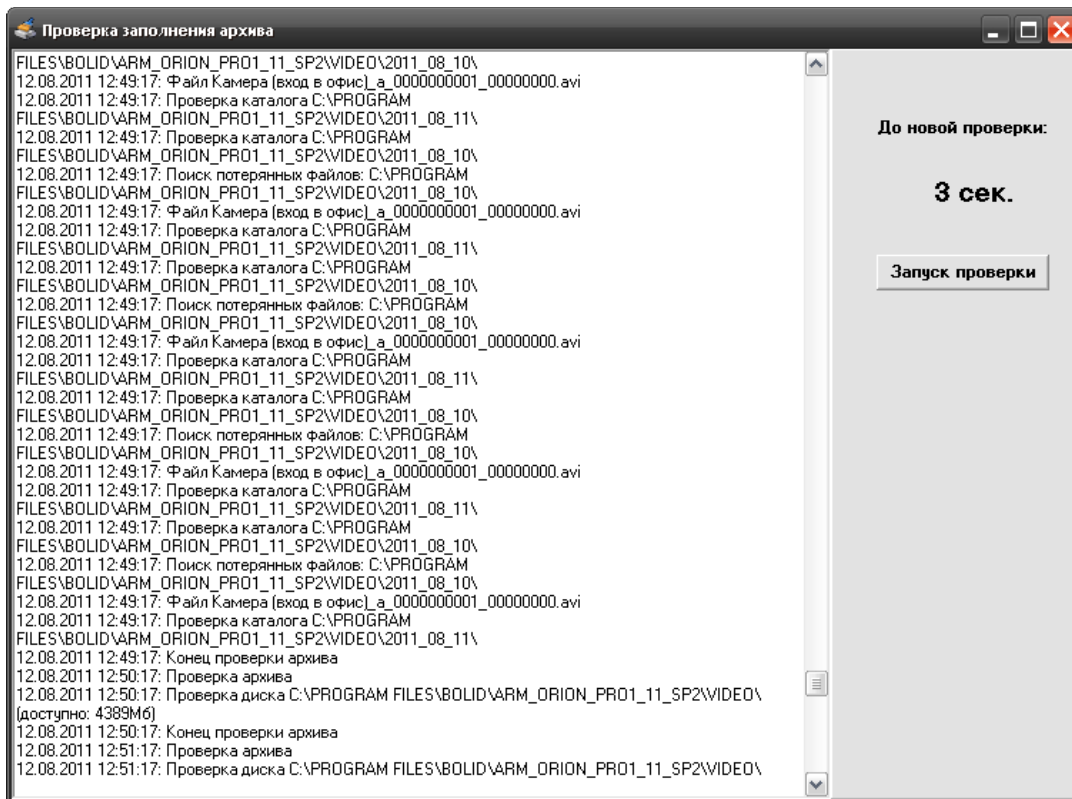 Проверка заполнения архива
FILES\BOLID\ARM_ORION_PRO1_11_SP2\VIDEO\2011_08_10\
12.08.2011 12:49:17: Файл Камера (вход в офис)_a_0000000001_00000000.avi
12.08.2011 12:49:17: Проверка каталога C:\PROGRAM
FILES\BOLID\ARM_ORION_PRO1_11_SP2\VIDEO\2011_08_11\
12.08.2011 12:49:17: Проверка каталога C:\PROGRAM
FILES\BOLID\ARM_ORION_PRO1_11_SP2\VIDEO\2011_08_10\
12.08.2011 12:49:17: Поиск потерянных файлов: C:\PROGRAM
FILES\BOLID\ARM_ORION_PRO1_11_SP2\VIDEO\2011_08_10\
12.08.2011 12:49:17: Файл Камера (вход в офис)_a_0000000001_00000000.avi
12.08.2011 12:49:17: Проверка каталога C:\PROGRAM
FILES\BOLID\ARM_ORION_PRO1_11_SP2\VIDEO\2011_08_11\
12.08.2011 12:49:17: Проверка каталога C:\PROGRAM
FILES\BOLID\ARM_ORION_PRO1_11_SP2\VIDEO\2011_08_10\
12.08.2011 12:49:17: Поиск потерянных файлов: C:\PROGRAM
FILES\BOLID\ARM_ORION_PRO1_11_SP2\VIDEO\2011_08_10\
12.08.2011 12:49:17: Файл Камера (вход в офис)_a_0000000001_00000000.avi
12.08.2011 12:49:17: Проверка каталога C:\PROGRAM
FILES\BOLID\ARM_ORION_PRO1_11_SP2\VIDEO\2011_08_11\
12.08.2011 12:49:17: Проверка каталога C:\PROGRAM
FILES\BOLID\ARM_ORION_PRO1_11_SP2\VIDEO\2011_08_10\
12.08.2011 12:49:17: Поиск потерянных файлов: C:\PROGRAM
FILES\BOLID\ARM_ORION_PRO1_11_SP2\VIDEO\2011_08_10\
12.08.2011 12:49:17: Файл Камера (вход в офис)_a_0000000001_00000000.avi
12.08.2011 12:49:17: Проверка каталога C:\PROGRAM
FILES\BOLID\ARM_ORION_PRO1_11_SP2\VIDEO\2011_08_11\
12.08.2011 12:49:17: Проверка каталога C:\PROGRAM
FILES\BOLID\ARM_ORION_PRO1_11_SP2\VIDEO\2011_08_10\
12.08.2011 12:49:17: Поиск потерянных файлов: C:\PROGRAM
FILES\BOLID\ARM_ORION_PRO1_11_SP2\VIDEO\2011_08_10\
12.08.2011 12:49:17: Файл Камера (вход в офис)_a_0000000001_00000000.avi
12.08.2011 12:49:17: Проверка каталога C:\PROGRAM
FILES\BOLID\ARM_ORION_PRO1_11_SP2\VIDEO\2011_08_11\
12.08.2011 12:49:17: Конец проверки архива
12.08.2011 12:50:17: Проверка архива
12.08.2011 12:50:17: Проверка диска C:\PROGRAM FILES\BOLID\ARM_ORION_PRO1_11_SP2\VIDEO\
(доступно: 4389Мб)
12.08.2011 12:50:17: Конец проверки архива
12.08.2011 12:51:17: Проверка архива
12.08.2011 12:51:17: Проверка диска C:\PROGRAM FILES\BOLID\ARM_ORION_PRO1_11_SP2\VIDEO\
До новой проверки:
3 сек.
Запуск проверки